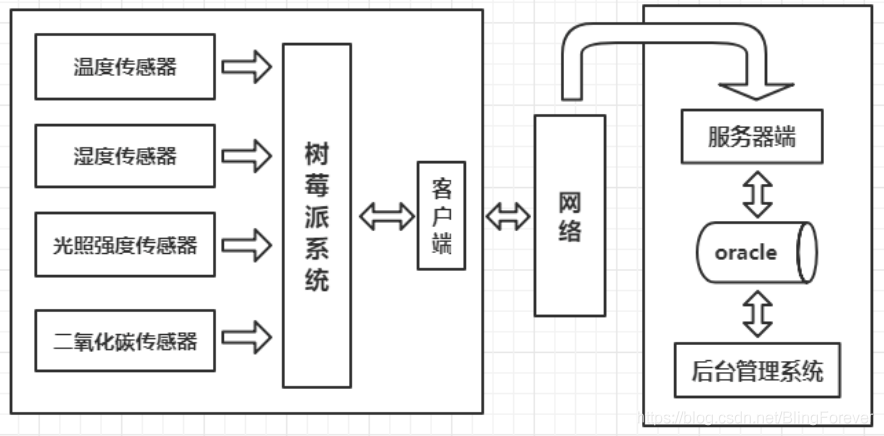 温度传感器
湿度传感器
光照强度传感器
二氧化碳传感器
树莓派系统
客户端
网络
服务器端
oracle
后台管理系统
https://blog.csdn.net/BlingForever